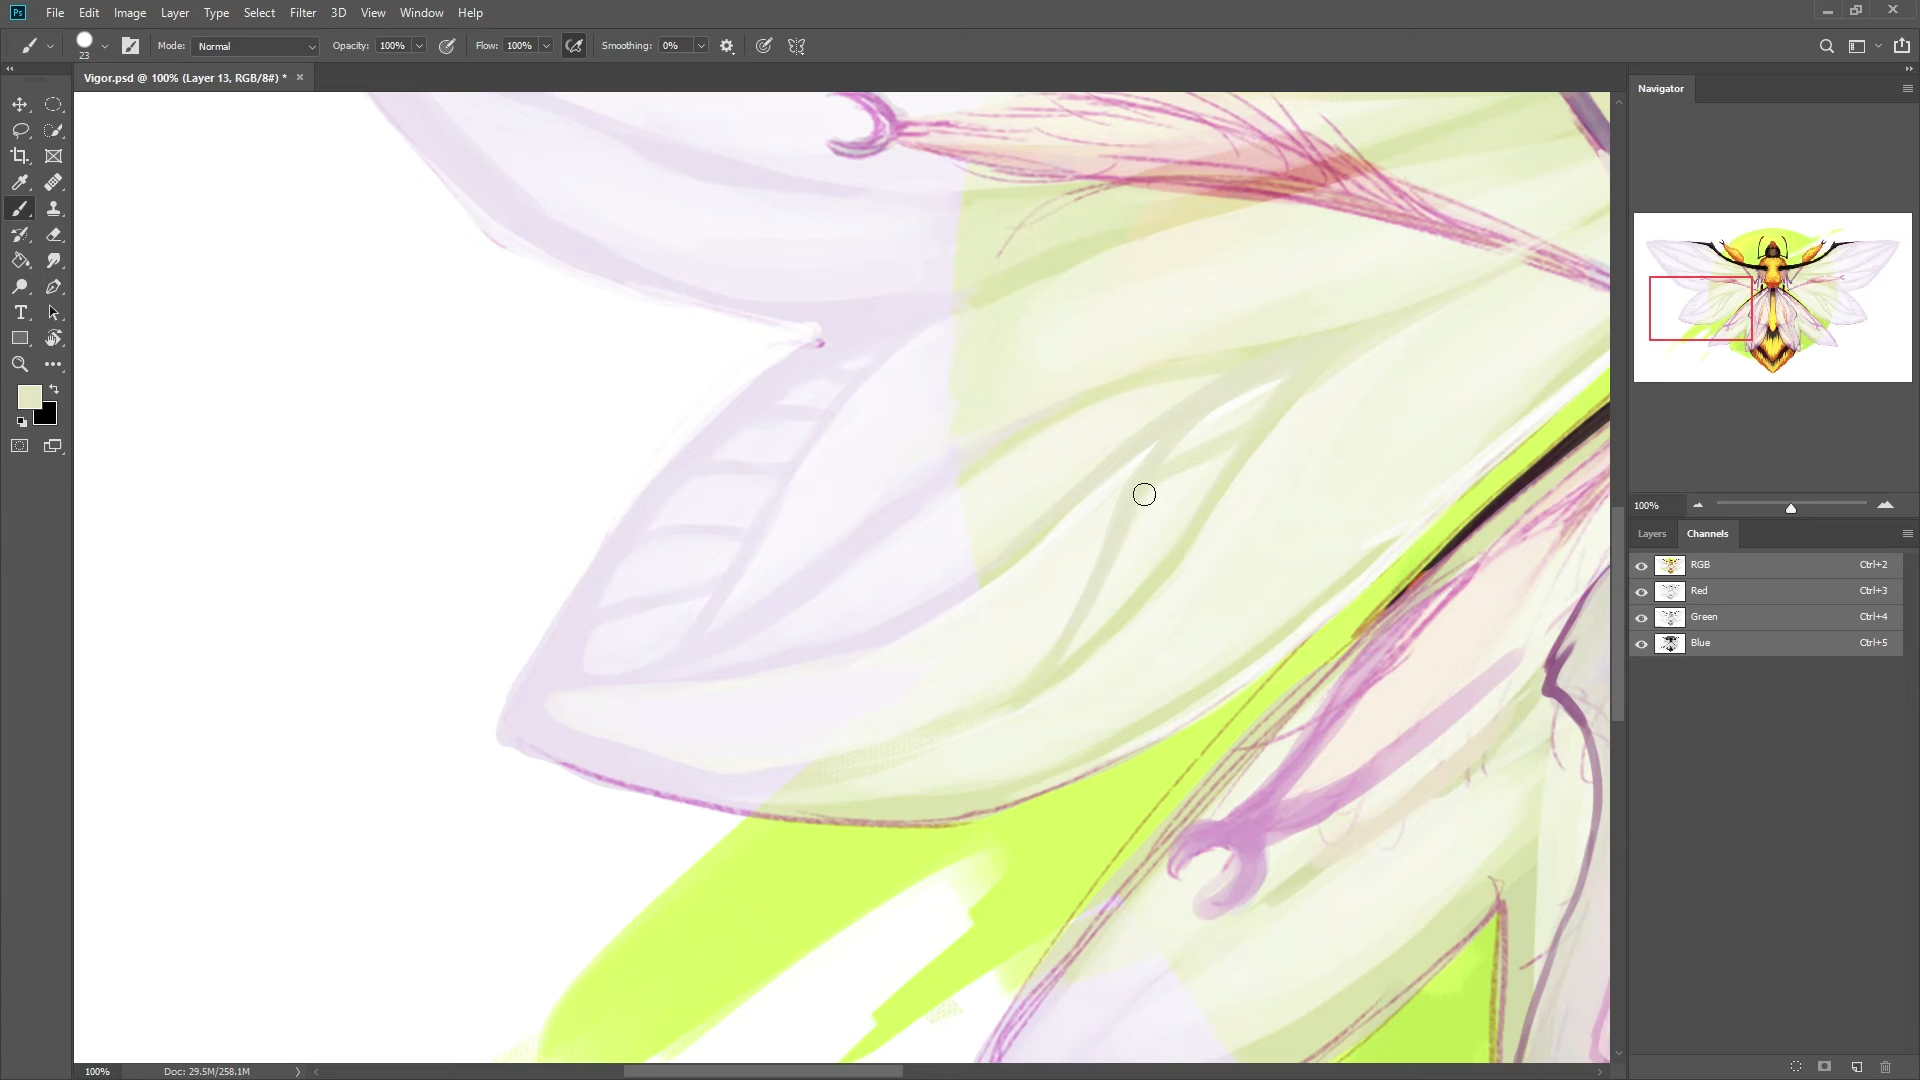 Ps File Edit Image Layer Type Select Filter 3D View Window Help
23 Mode: Normal Opacity: 100% Flow: 100% Smoothing: 0%
Vigor.psd @ 100% (Layer 13, RGB/8#) * ×
Navigator
100%
Layers Channels
RGB Ctrl+2
Red Ctrl+3
Green Ctrl+4
Blue Ctrl+5
100% Doc: 29.5M/258.1M